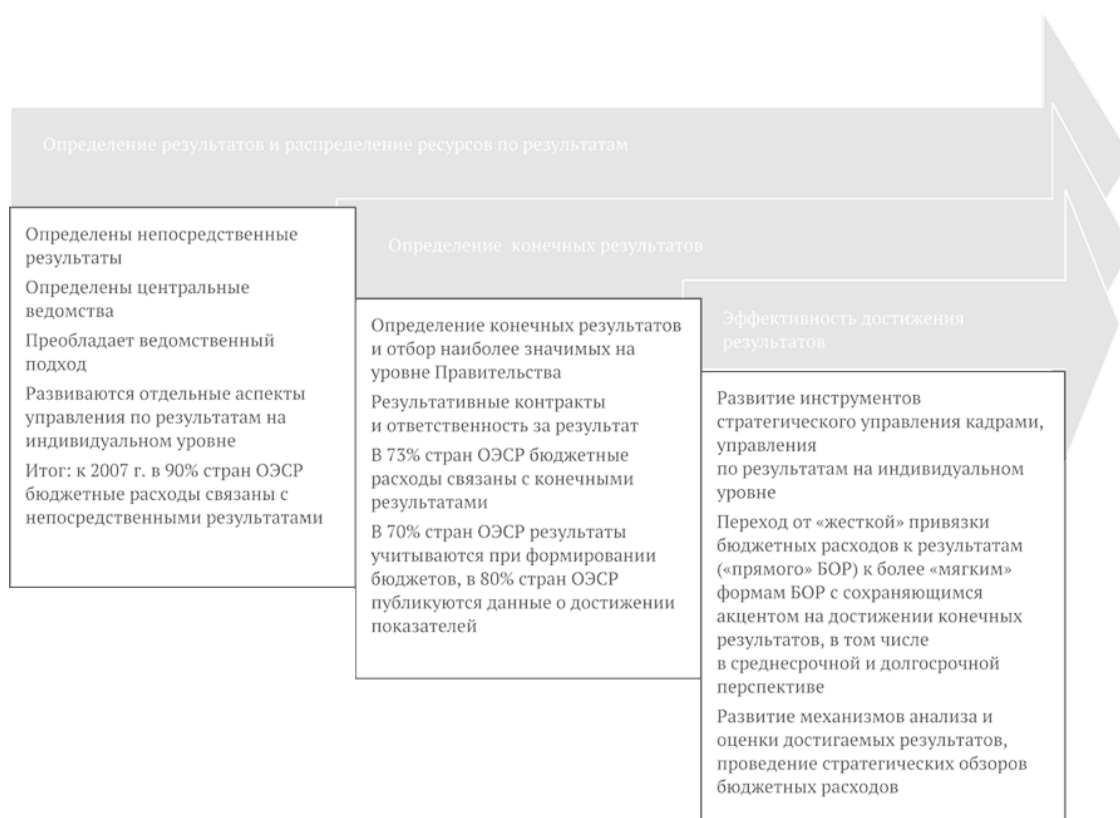 Определение результатов и распределение ресурсов по результатам
Определены непосредственные
результаты
Определены центральные
ведомства
Преобладает ведомственный
подход
Развиваются отдельные аспекты
управления по результатам на
индивидуальном уровне
Итог: к 2007 г. в 90% стран ОЭСР
бюджетные расходы связаны с
непосредственными результатами
Определение конечных результатов
Определение конечных результатов
и отбор наиболее значимых на
уровне Правительства
Результативные контракты
и ответственность за результат
В 73% стран ОЭСР бюджетные
расходы связаны с конечными
результатами
В 70% стран ОЭСР результаты
учитываются при формировании
бюджетов, в 80% стран ОЭСР
публикуются данные о достижении
показателей
Эффективность достижения
результатов
Развитие инструментов
стратегического управления кадрами,
управления
по результатам на индивидуальном
уровне
Переход от «жесткой» привязки
бюджетных расходов к результатам
(«прямого» БОР) к более «мягким»
формам БОР с сохраняющимся
акцентом на достижении конечных
результатов, в том числе
в среднесрочной и долгосрочной
перспективе
Развитие механизмов анализа и
оценки достигаемых результатов,
проведение стратегических обзоров
бюджетных расходов